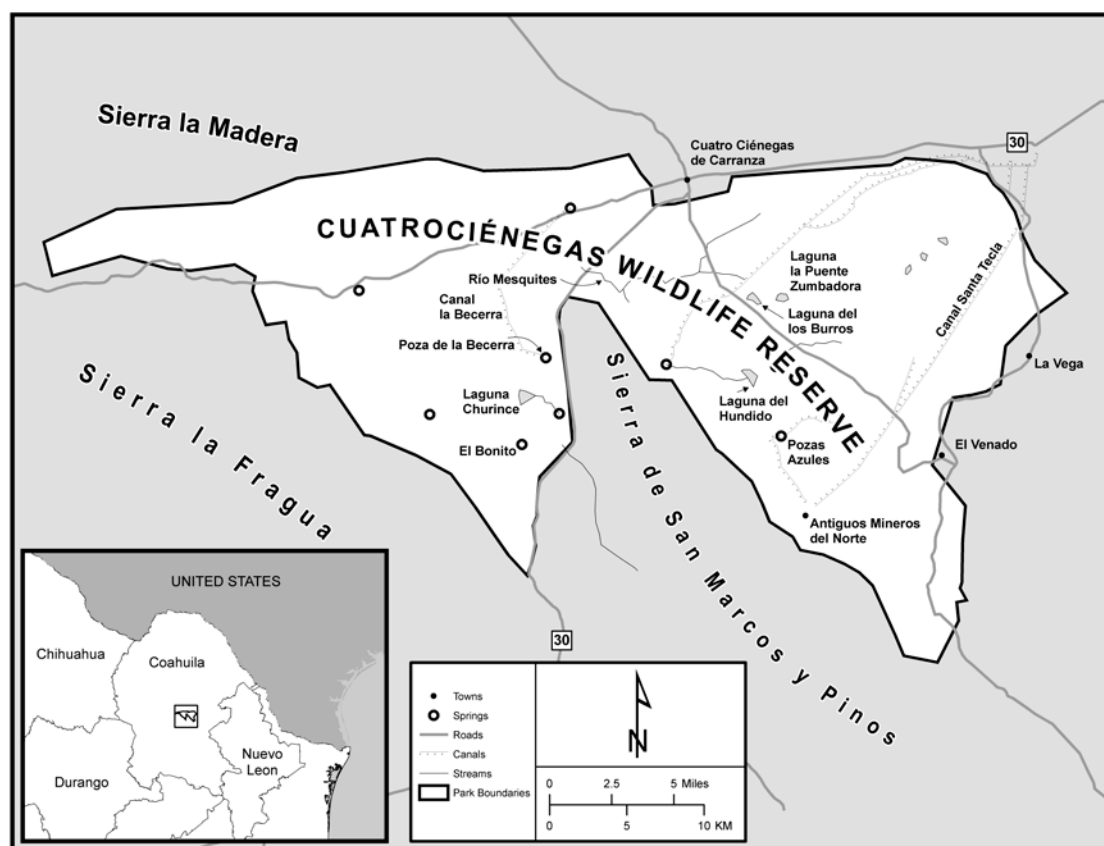 Sierra la Madera
30
Cuatro Ciénegas
de Carranza
CUATROCIÉNEGAS WILDLIFE RESERVE
Río Mesquites
Laguna
la Puente
Zumbadora
Canal
la Becerra
Laguna del
los Burros
Canal Santa Tecla
Poza de la Becerra
La Vega
Sierra la Fragua
Laguna
Churince
Laguna del
Hundido
El Bonito
Pozas
Azules
El Venado
Sierra de San Marcos y Pinos
Antiguos Mineros
del Norte
30
UNITED STATES
Chihuahua
Coahuila
Nuevo
Leon
Durango
Towns
Springs
Roads
Canals
Streams
Park Boundaries
N
0 2.5 5 Miles
0 5 10 KM